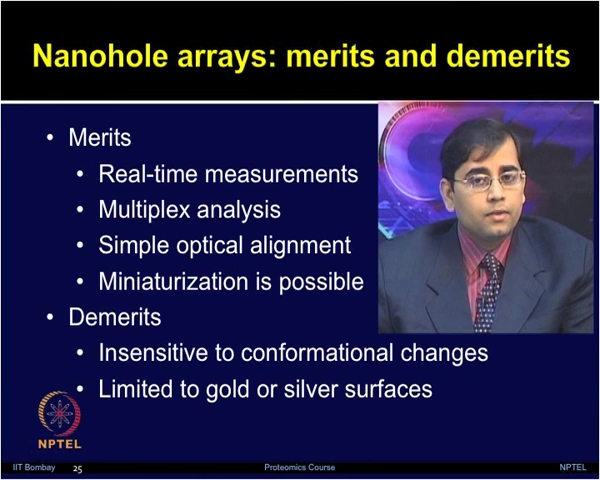 Nanohole arrays: merits and demerits
• Merits
• Real-time measurements
• Multiplex analysis
• Simple optical alignment
• Miniaturization is possible
• Demerits
• Insensitive to conformational changes
• Limited to gold or silver surfaces
NPTEL
IIT Bombay 25 Proteomics Course NPTEL